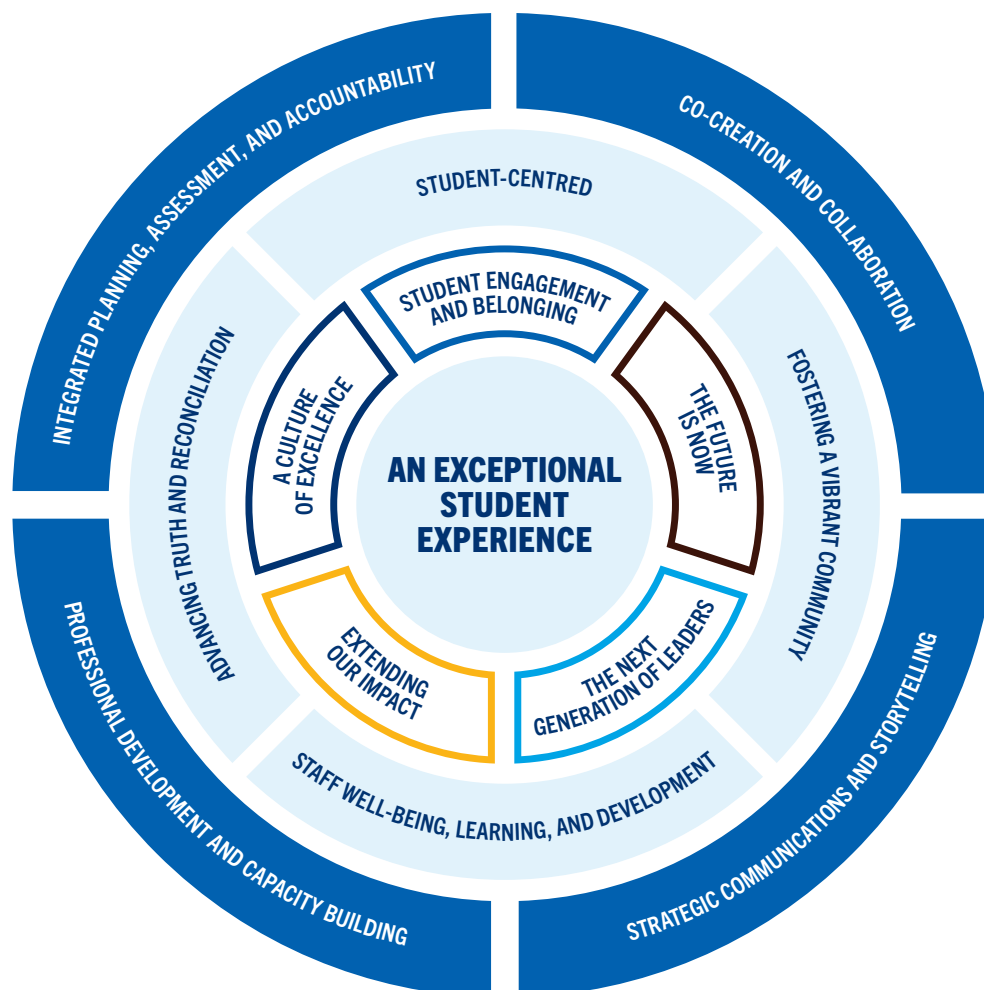 INTEGRATED PLANNING, ASSESSMENT, AND ACCOUNTABILITY
CO-CREATION AND COLLABORATION
STUDENT-CENTRED
STUDENT ENGAGEMENT
AND BELONGING
ADVANCING TRUTH AND RECONCILIATION
A CULTURE
OF EXCELLENCE
THE FUTURE
IS NOW
FOSTERING A VIBRANT COMMUNITY
AN EXCEPTIONAL
STUDENT
EXPERIENCE
EXTENDING
OUR IMPACT
THE NEXT
GENERATION OF LEADERS
STAFF WELL-BEING, LEARNING, AND DEVELOPMENT
PROFESSIONAL DEVELOPMENT AND CAPACITY BUILDING
STRATEGIC COMMUNICATIONS AND STORYTELLING